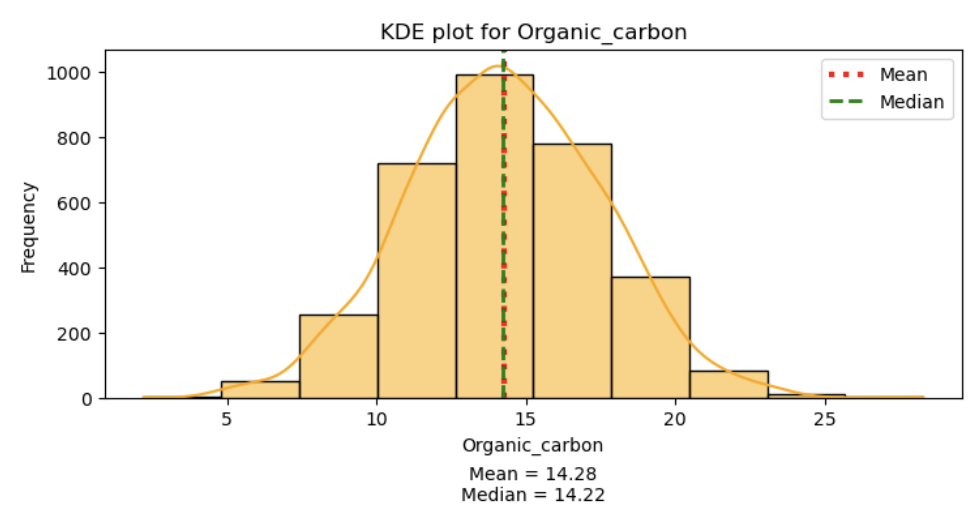 KDE plot for Organic_carbon
Mean
Median
1000
800
600
400
200
0
Frequency
5 10 15 20 25
Organic_carbon
Mean = 14.28
Median = 14.22